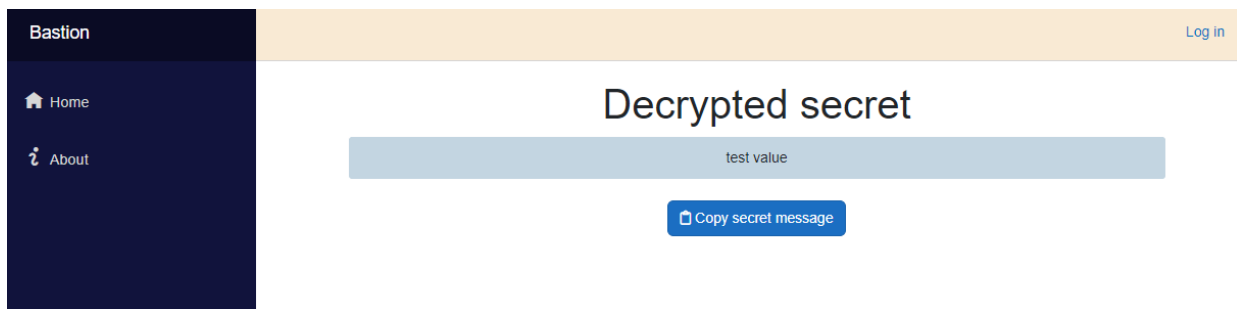 Bastion
Log in
Home
About
Decrypted secret
test value
Copy secret message